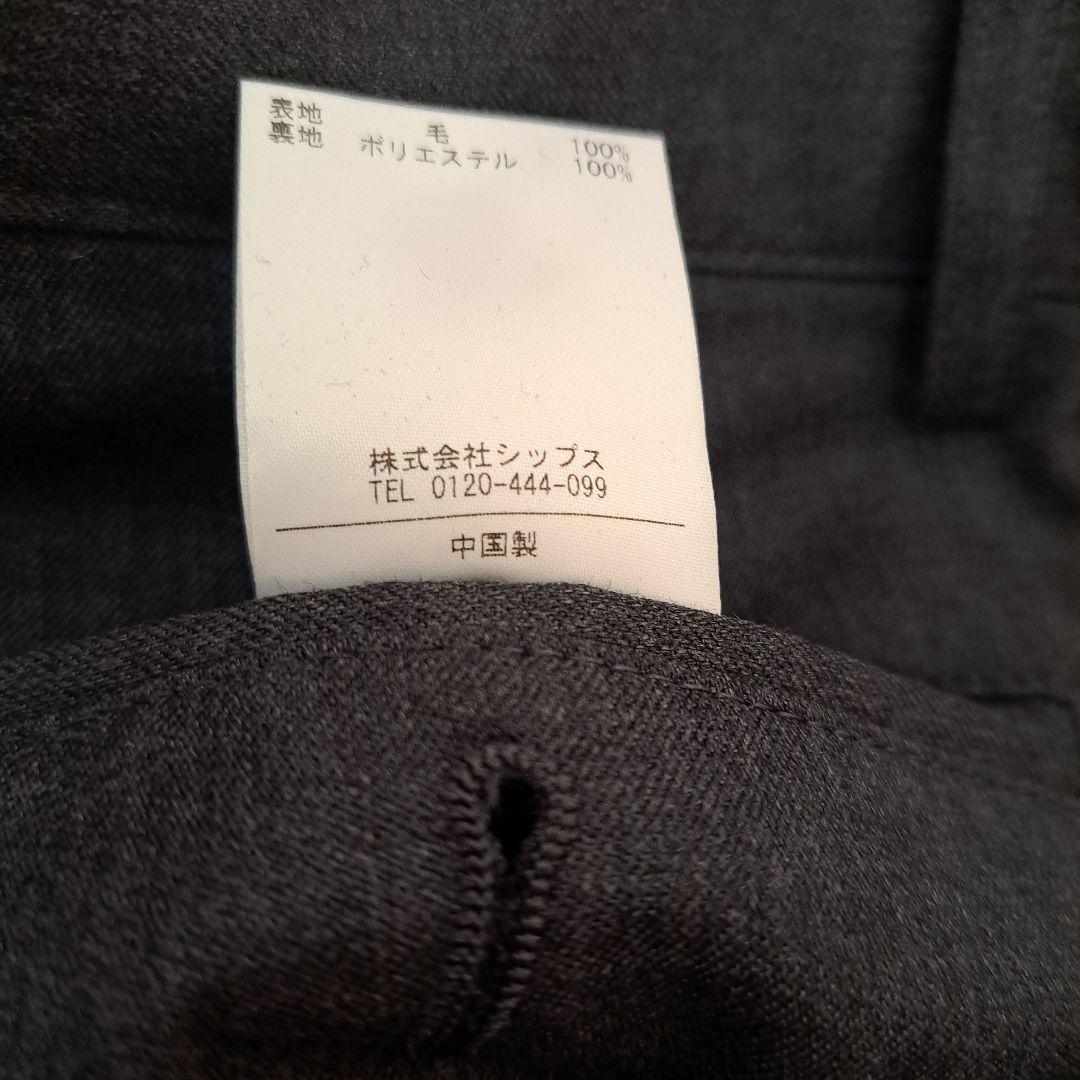 表地 毛 100%
裏地 ポリエステル 100%
株式会社シップス
TEL 0120-444-099
中国製